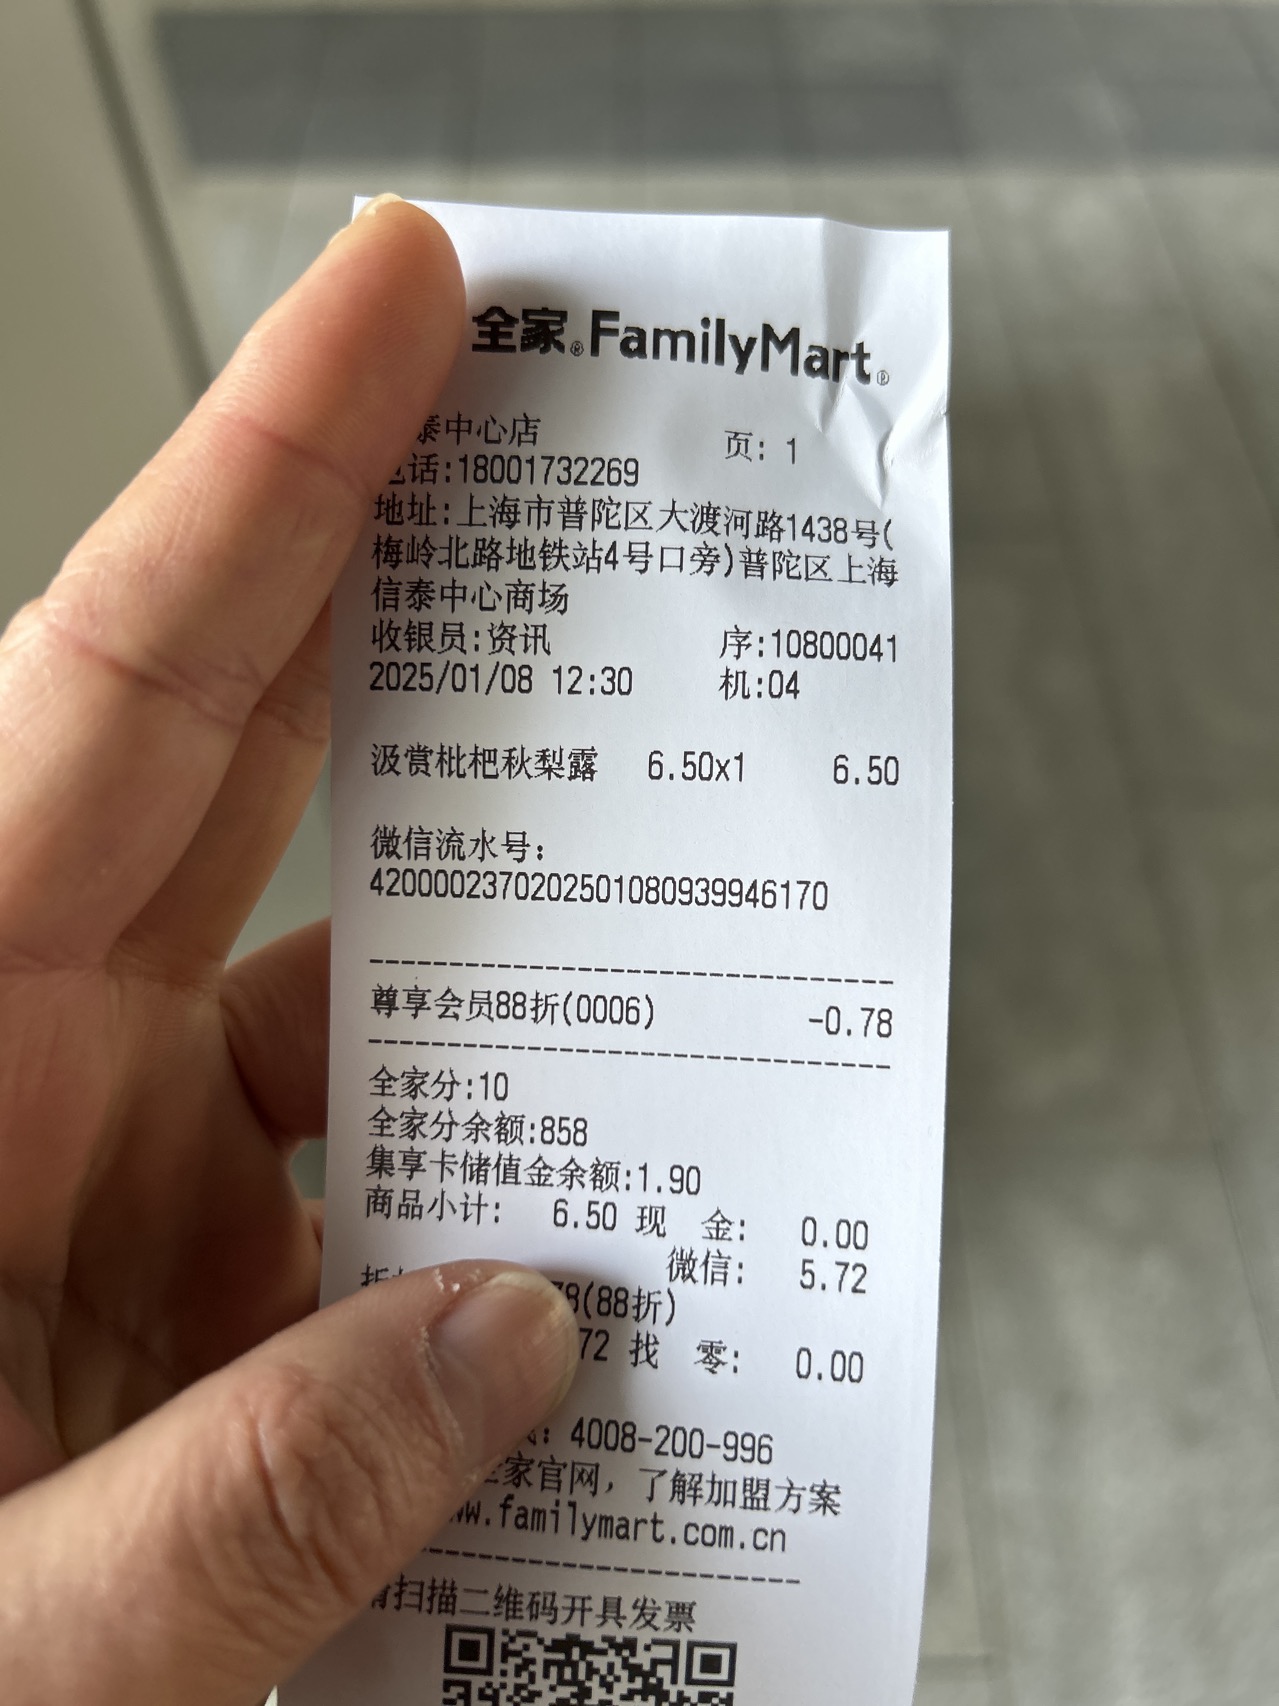 全家® FamilyMart®
泰中心店 页: 1
话:18001732269
地址:上海市普陀区大渡河路1438号(
梅岭北路地铁站4号口旁)普陀区上海
信泰中心商场
收银员:资讯 序:10800041
2025/01/08 12:30 机:04
汲赏枇杷秋梨露 6.50x1 6.50
微信流水号:
4200002370202501080939946170
尊享会员88折(0006) -0.78
全家分:10
全家分余额:858
集享卡储值金余额:1.90
商品小计: 6.50 现 金: 0.00
微信: 5.72
8(88折)
72 找 零: 0.00
: 4008-200-996
家官网，了解加盟方案
w.familymart.com.cn
扫描二维码开具发票